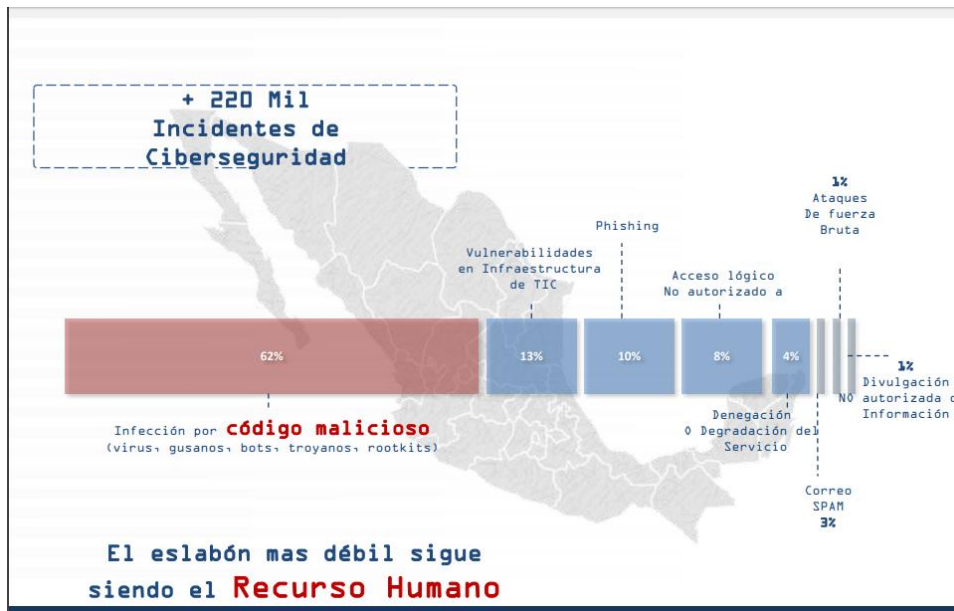 + 220 Mil
Incidentes de
Ciberseguridad
1%
Ataques
De fuerza
Bruta
Phishing
Vulnerabilidades
en Infraestructura
de TIC
Acceso lógico
No autorizado a
62%
13%
10%
8%
4%
1%
Divulgación
NO autorizada d
Información
Infección por código malicioso
(virus, gusanos, bots, troyanos, rootkits)
Denegación
O Degradación del
Servicio
Correo
SPAM
3%
El eslabón mas débil sigue
siendo el Recurso Humano